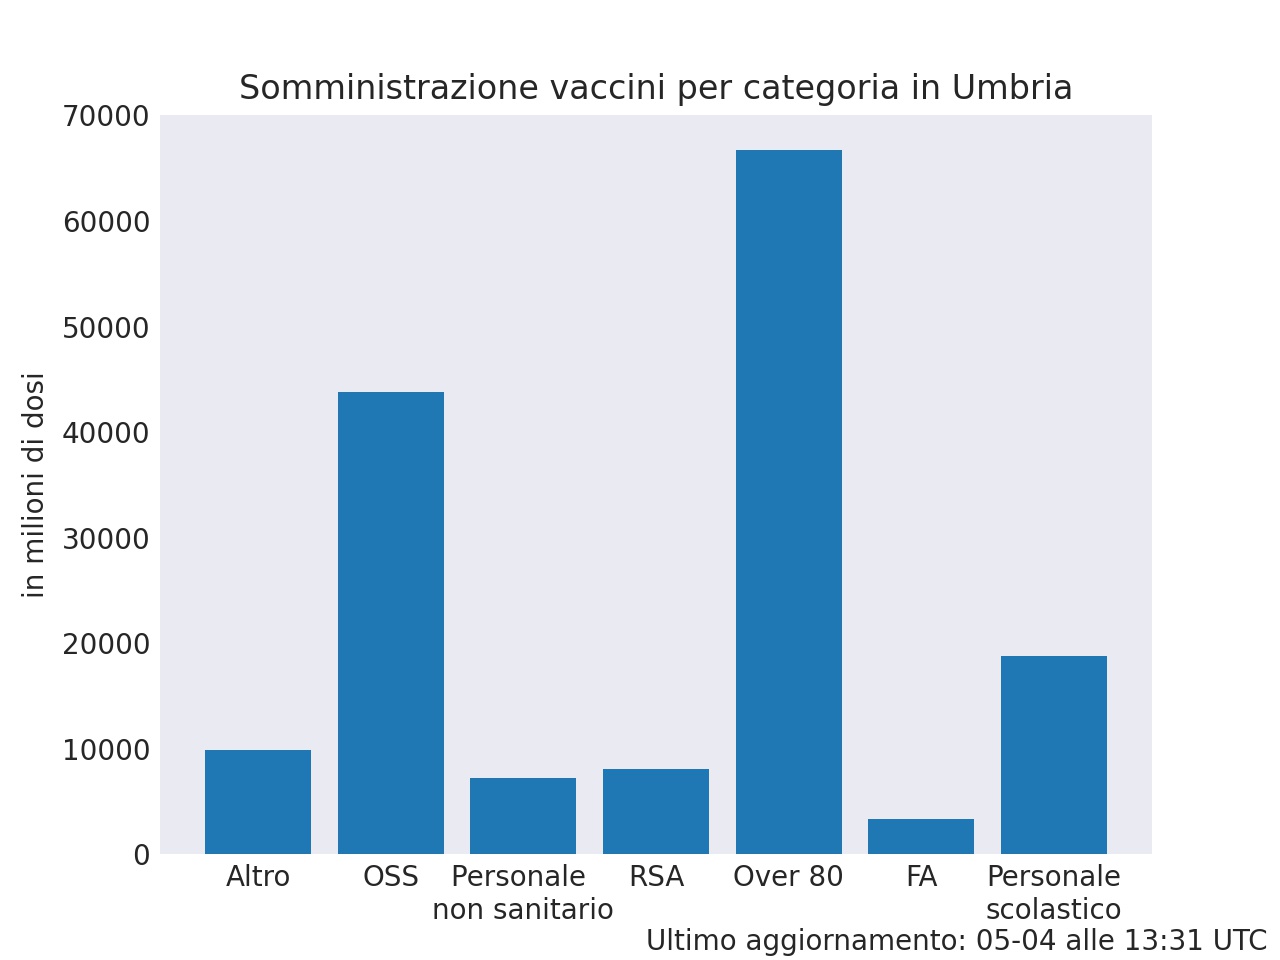 Somministrazione vaccini per categoria in Umbria
70000
60000
50000
40000
30000
20000
10000
0
in milioni di dosi
Altro
OSS
Personale
non sanitario
RSA
Over 80
FA
Personale
scolastico
Ultimo aggiornamento: 05-04 alle 13:31 UTC